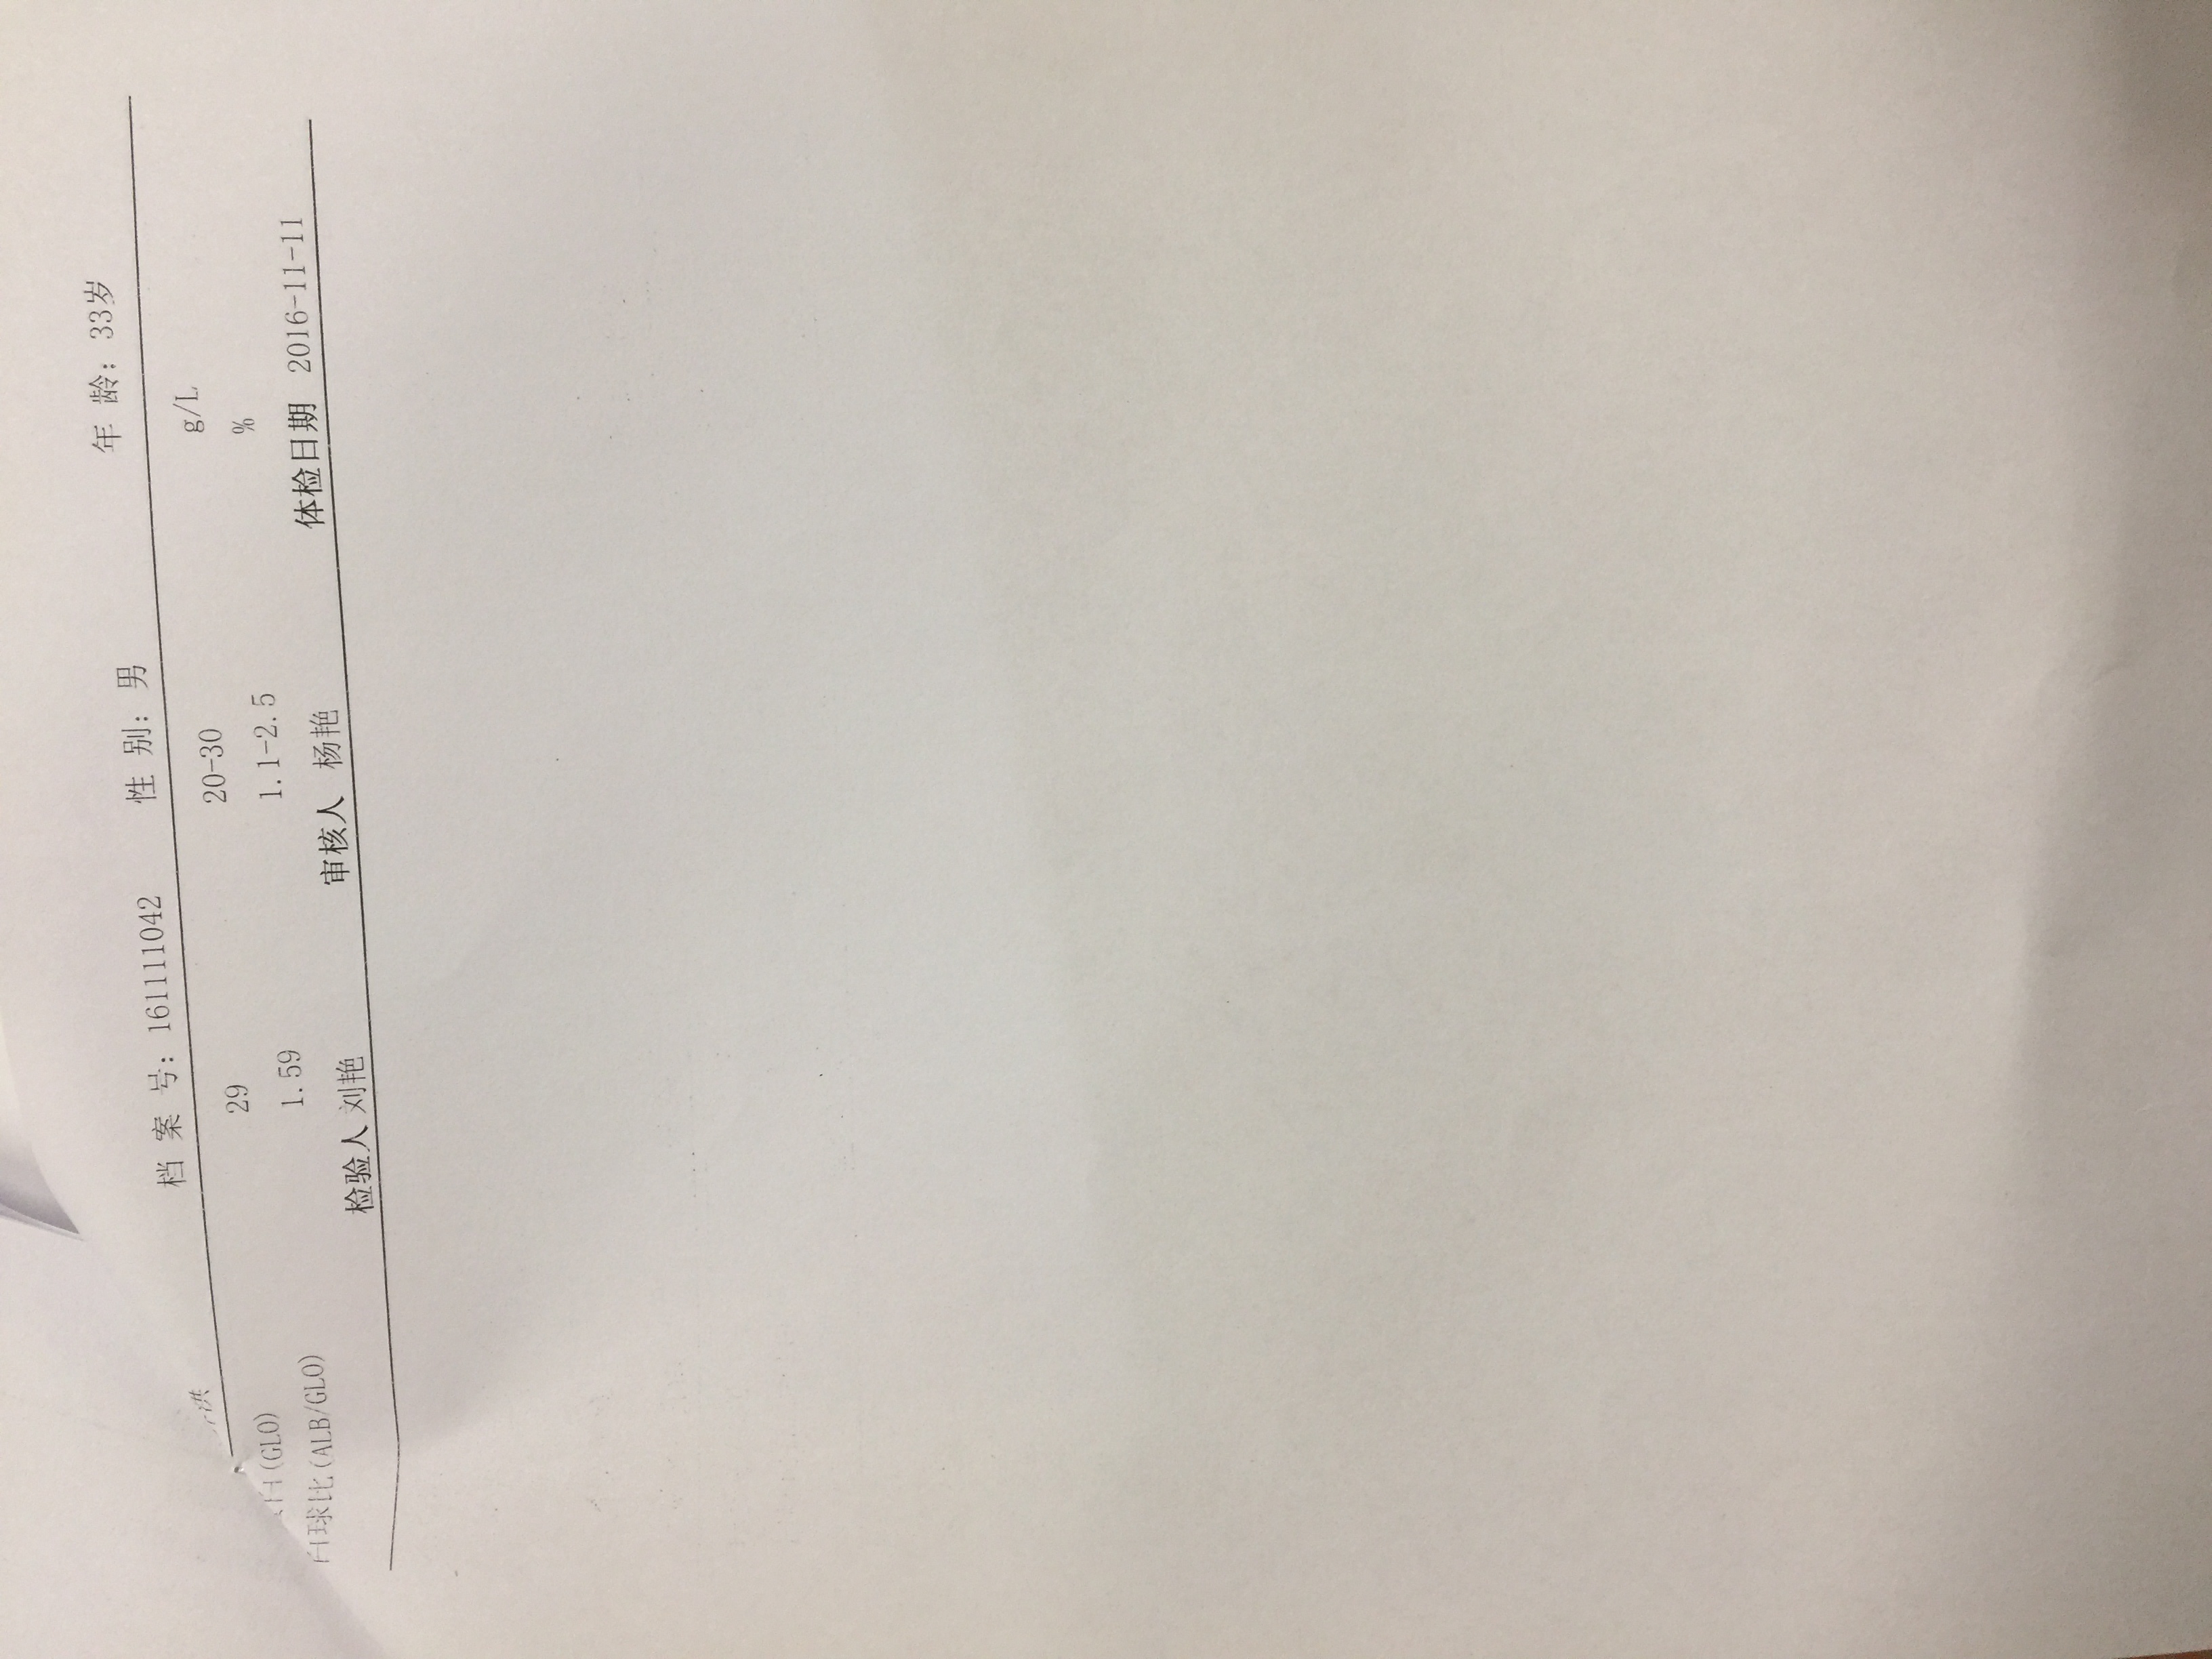 洪 档 案 号: 161111042 性 别: 男 年 龄: 33岁
白(GLO) 29 20-30 g/L
白球比(ALB/GLO) 1.59 1.1-2.5 %
检验人 刘艳 审核人 杨艳 体检日期 2016-11-11